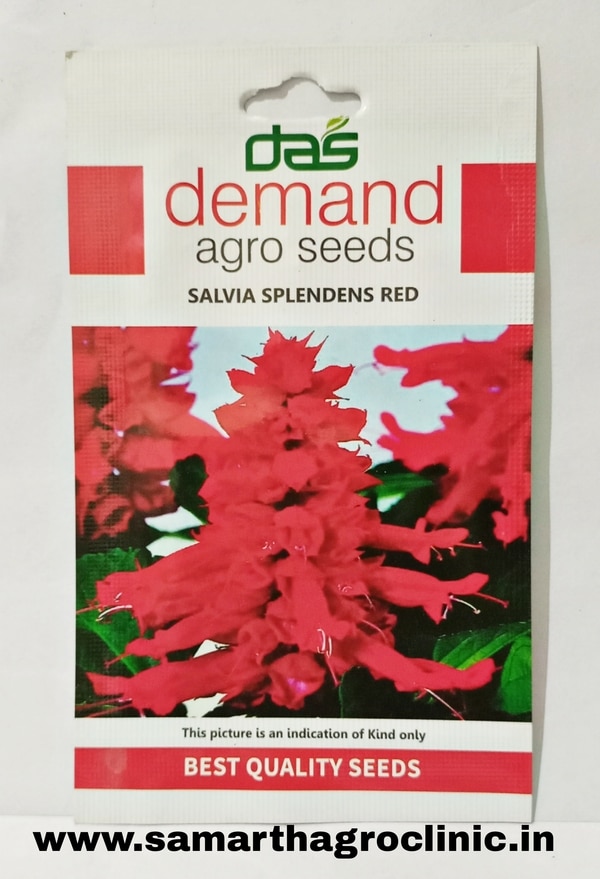 das
demand
agro seeds
SALVIA SPLENDENS RED
This picture is an indication of Kind only
BEST QUALITY SEEDS
www.samarthagroclinic.in